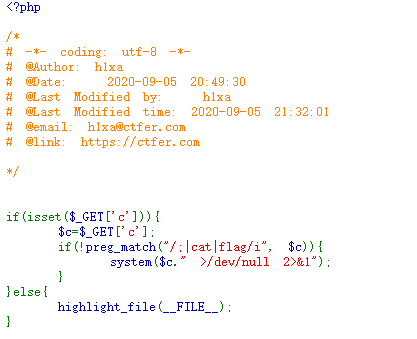 <?php
/*
# -*- coding: utf-8 -*-
# @Author: h1xa
# @Date:   2020-09-05 20:49:30
# @Last Modified by:   h1xa
# @Last Modified time: 2020-09-05 21:32:01
# @email: h1xa@ctfer.com
# @link: https://ctfer.com
*/
if(isset($_GET['c'])){
    $c=$_GET['c'];
    if(!preg_match("/;|cat|flag/i", $c)){
        system($c." >/dev/null 2>&1");
    }
}else{
    highlight_file(__FILE__);
}